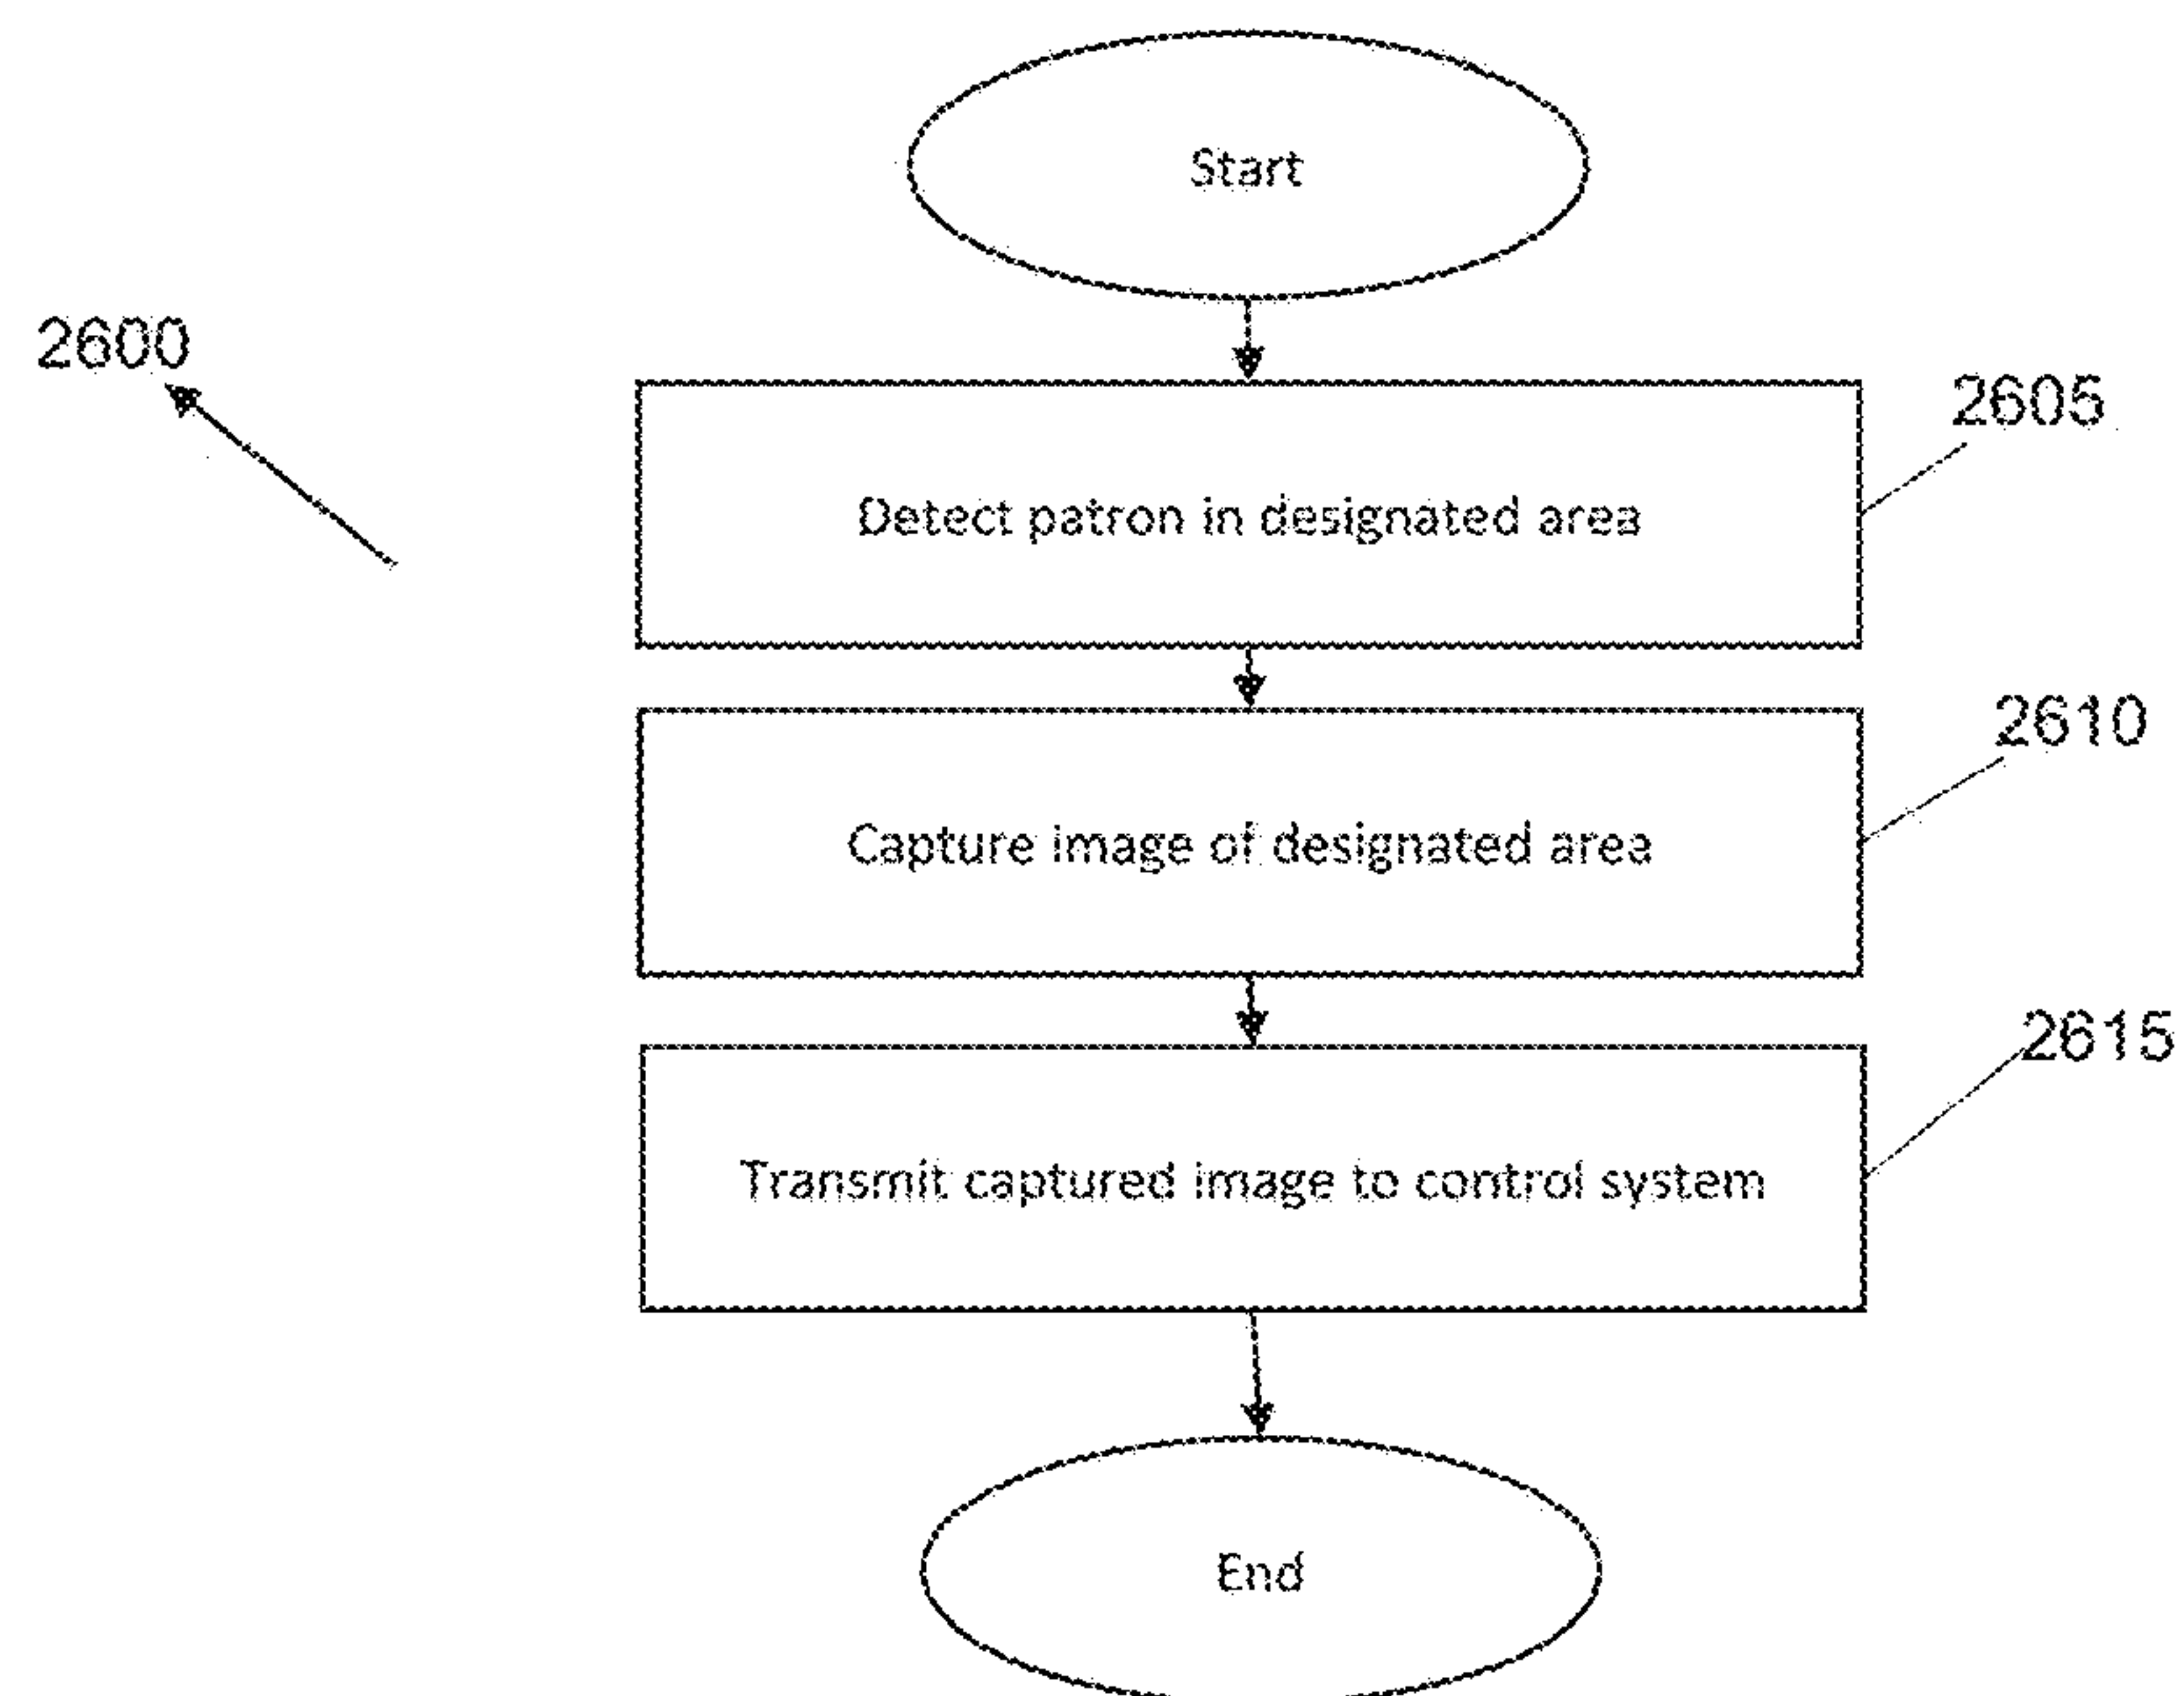 Start
2600
2605
Detect patron in designated area
2610
Capture image of designated area
2615
Transmit captured image to control system
End